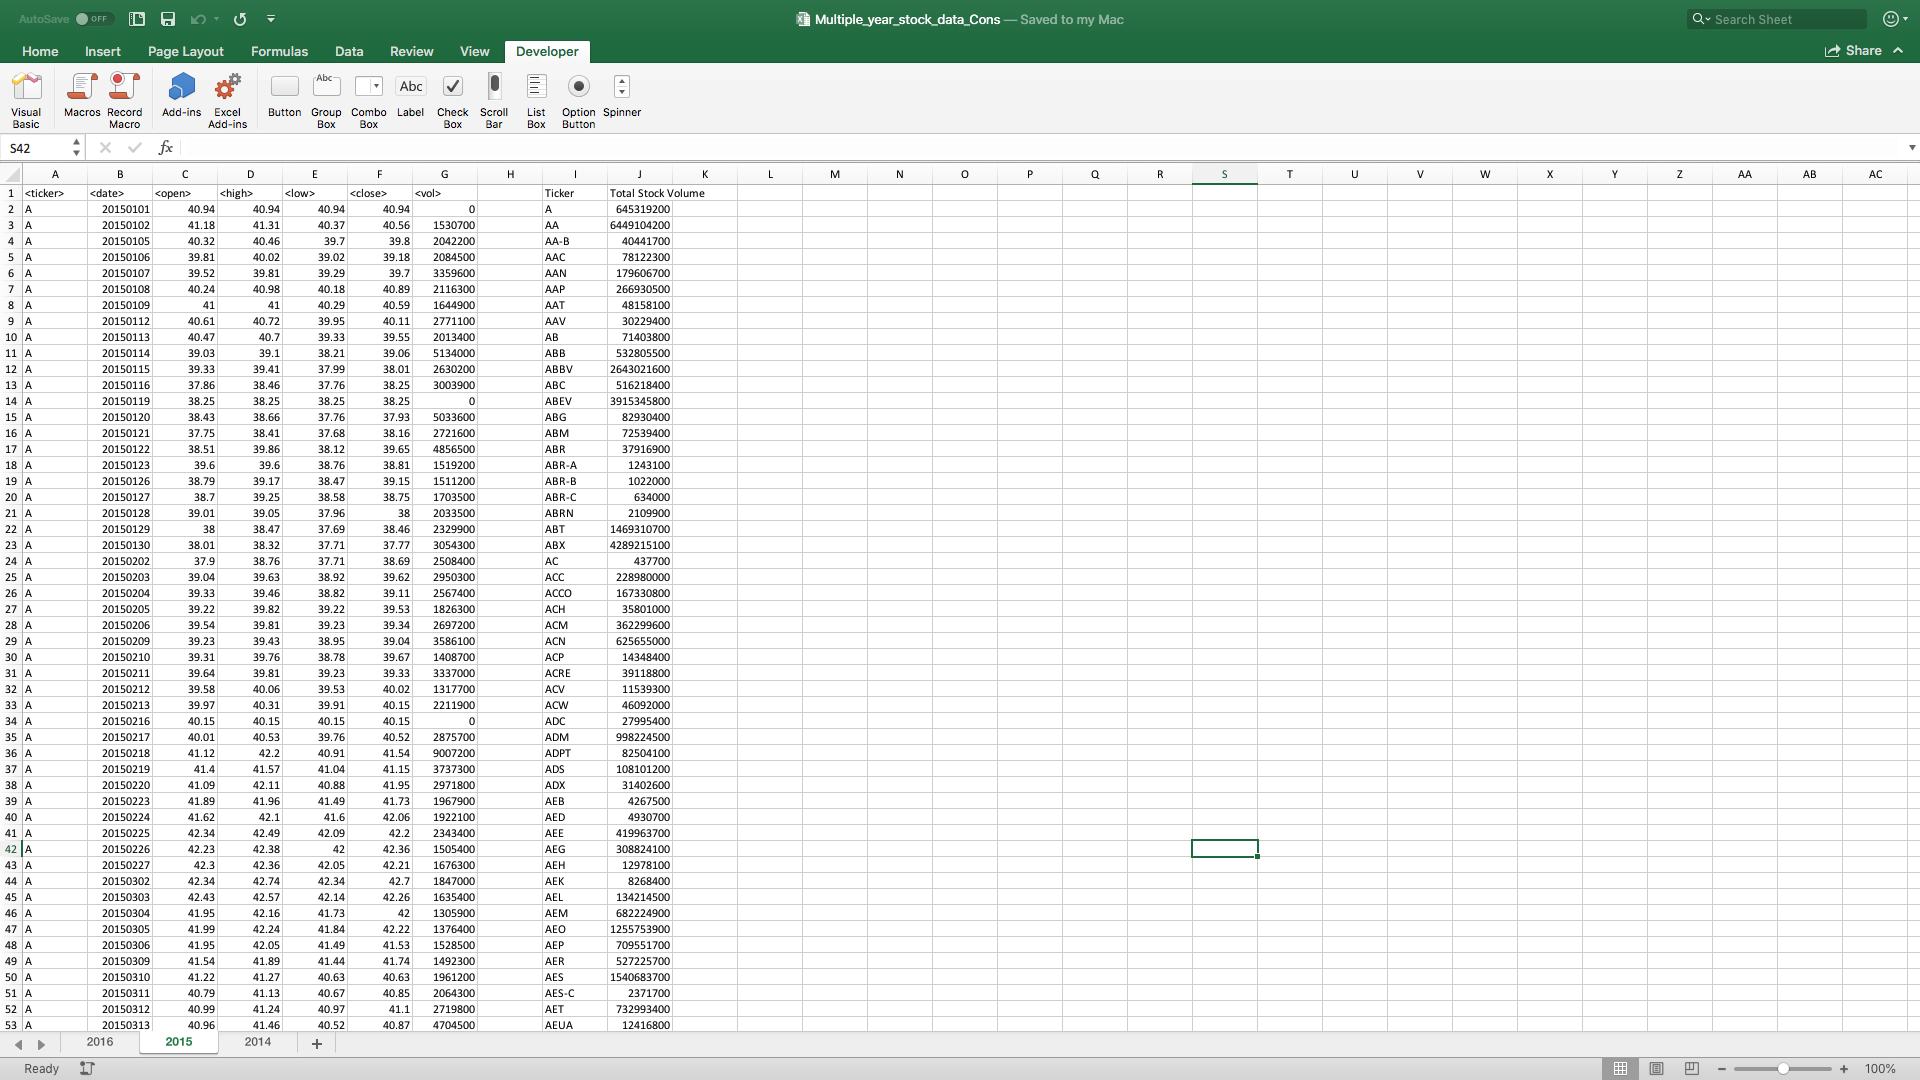 AutoSave OFF Multiple_year_stock_data_Cons — Saved to my Mac Search Sheet
Home Insert Page Layout Formulas Data Review View Developer Share
Abc Abc
Visual Basic Macros Record Macro Add-ins Excel Add-ins Button Group Box Combo Box Label Check Box Scroll Bar List Box Option Button Spinner
S42 fx
A B C D E F G H I J K L M N O P Q R S T U V W X Y Z AA AB AC
1 <ticker> <date> <open> <high> <low> <close> <vol> Ticker Total Stock Volume
2 A 20150101 40.94 40.94 40.94 40.94 0 A 645319200
3 A 20150102 41.18 41.31 40.37 40.56 1530700 AA 6449104200
4 A 20150105 40.32 40.46 39.7 39.8 2042200 AA-B 40441700
5 A 20150106 39.81 40.02 39.02 39.18 2084500 AAC 78122300
6 A 20150107 39.52 39.81 39.29 39.7 3359600 AAN 179606700
7 A 20150108 40.24 40.98 40.18 40.89 2116300 AAP 266930500
8 A 20150109 41 41 40.29 40.59 1644900 AAT 48158100
9 A 20150112 40.61 40.72 39.95 40.11 2771100 AAV 30229400
10 A 20150113 40.47 40.7 39.33 39.55 2013400 AB 71403800
11 A 20150114 39.03 39.1 38.21 39.06 5134000 ABB 532805500
12 A 20150115 39.33 39.41 37.99 38.01 2630200 ABBV 2643021600
13 A 20150116 37.86 38.46 37.76 38.25 3003900 ABC 516218400
14 A 20150119 38.25 38.25 38.25 38.25 0 ABEV 3915345800
15 A 20150120 38.43 38.66 37.76 37.93 5033600 ABG 82930400
16 A 20150121 37.75 38.41 37.68 38.16 2721600 ABM 72539400
17 A 20150122 38.51 39.86 38.12 39.65 4856500 ABR 37916900
18 A 20150123 39.6 39.6 38.76 38.81 1519200 ABR-A 1243100
19 A 20150126 38.79 39.17 38.47 39.15 1511200 ABR-B 1022000
20 A 20150127 38.7 39.25 38.58 38.75 1703500 ABR-C 634000
21 A 20150128 39.01 39.05 37.96 38 2033500 ABRN 2109900
22 A 20150129 38 38.47 37.69 38.46 2329900 ABT 1469310700
23 A 20150130 38.01 38.32 37.71 37.77 3054300 ABX 4289215100
24 A 20150202 37.9 38.76 37.71 38.69 2508400 AC 437700
25 A 20150203 39.04 39.63 38.92 39.62 2950300 ACC 228980000
26 A 20150204 39.33 39.46 38.82 39.11 2567400 ACCO 167330800
27 A 20150205 39.22 39.82 39.22 39.53 1826300 ACH 35801000
28 A 20150206 39.54 39.81 39.23 39.34 2697200 ACM 362299600
29 A 20150209 39.23 39.43 38.95 39.04 3586100 ACN 625655000
30 A 20150210 39.31 39.76 38.78 39.67 1408700 ACP 14348400
31 A 20150211 39.64 39.81 39.23 39.33 3337000 ACRE 39118800
32 A 20150212 39.58 40.06 39.53 40.02 1317700 ACV 11539300
33 A 20150213 39.97 40.31 39.91 40.15 2211900 ACW 46092000
34 A 20150216 40.15 40.15 40.15 40.15 0 ADC 27995400
35 A 20150217 40.01 40.53 39.76 40.52 2875700 ADM 998224500
36 A 20150218 41.12 42.2 40.91 41.54 9007200 ADPT 82504100
37 A 20150219 41.4 41.57 41.04 41.15 3737300 ADS 108101200
38 A 20150220 41.09 42.11 40.88 41.95 2971800 ADX 31402600
39 A 20150223 41.89 41.96 41.49 41.73 1967900 AEB 4267500
40 A 20150224 41.62 42.1 41.6 42.06 1922100 AED 4930700
41 A 20150225 42.34 42.49 42.09 42.2 2343400 AEE 419963700
42 A 20150226 42.23 42.38 42 42.36 1505400 AEG 308824100
43 A 20150227 42.3 42.36 42.05 42.21 1676300 AEH 12978100
44 A 20150302 42.34 42.74 42.34 42.7 1847000 AEK 8268400
45 A 20150303 42.43 42.57 42.14 42.26 1635400 AEL 134214500
46 A 20150304 41.95 42.16 41.73 42 1305900 AEM 682224900
47 A 20150305 41.99 42.24 41.84 42.22 1376400 AEO 1255753900
48 A 20150306 41.95 42.05 41.49 41.53 1528500 AEP 709551700
49 A 20150309 41.54 41.89 41.44 41.74 1492300 AER 527225700
50 A 20150310 41.22 41.27 40.63 40.63 1961200 AES 1540683700
51 A 20150311 40.79 41.13 40.67 40.85 2064300 AES-C 2371700
52 A 20150312 40.99 41.24 40.97 41.1 2719800 AET 732993400
53 A 20150313 40.96 41.46 40.52 40.87 4704500 AEUA 12416800
2016 2015 2014 +
Ready 100%